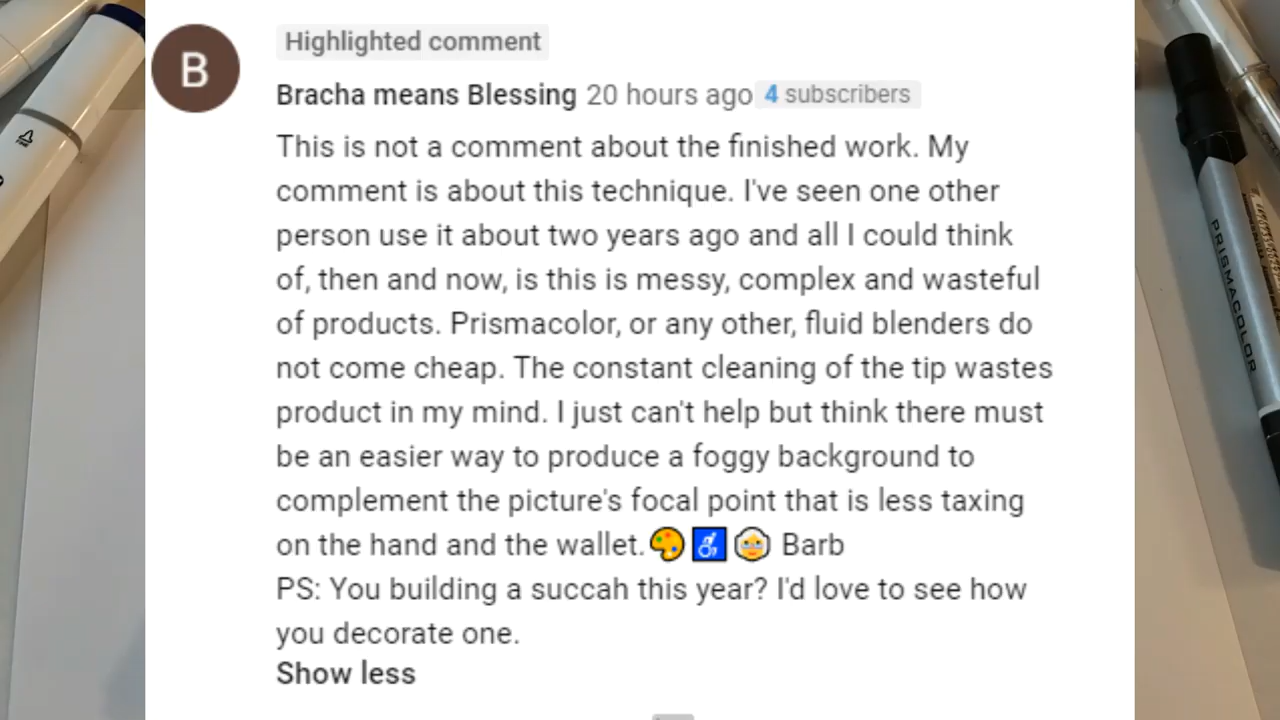 B
Highlighted comment
Bracha means Blessing 20 hours ago 4 subscribers
This is not a comment about the finished work. My
comment is about this technique. I've seen one other
person use it about two years ago and all I could think
of, then and now, is this is messy, complex and wasteful
of products. Prismacolor, or any other, fluid blenders do
not come cheap. The constant cleaning of the tip wastes
product in my mind. I just can't help but think there must
be an easier way to produce a foggy background to
complement the picture's focal point that is less taxing
on the hand and the wallet.🎨♿👵 Barb
PS: You building a succah this year? I'd love to see how
you decorate one.
Show less
PRISMACOLOR